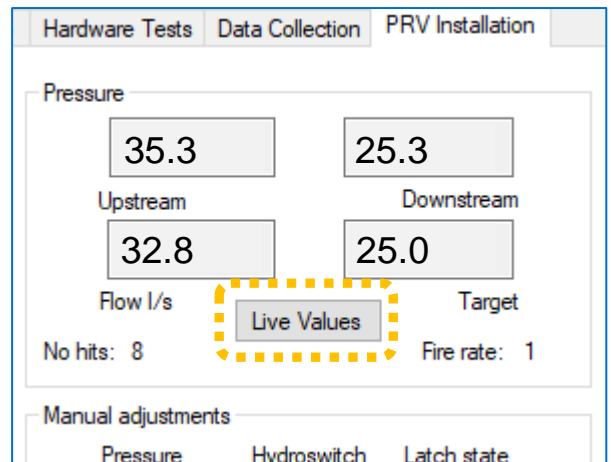 Hardware Tests Data Collection PRV Installation
Pressure
35.3 25.3
Upstream Downstream
32.8 25.0
Flow l/s Target
Live Values
No hits: 8 Fire rate: 1
Manual adjustments
Pressure Hydroswitch Latch state